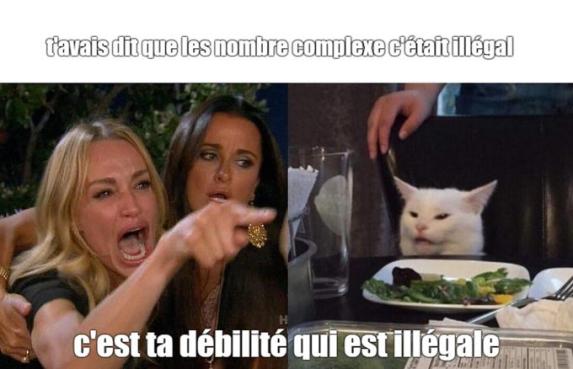 t'avais dit que les nombre complexe c'était illégal
c'est ta débilité qui est illégale